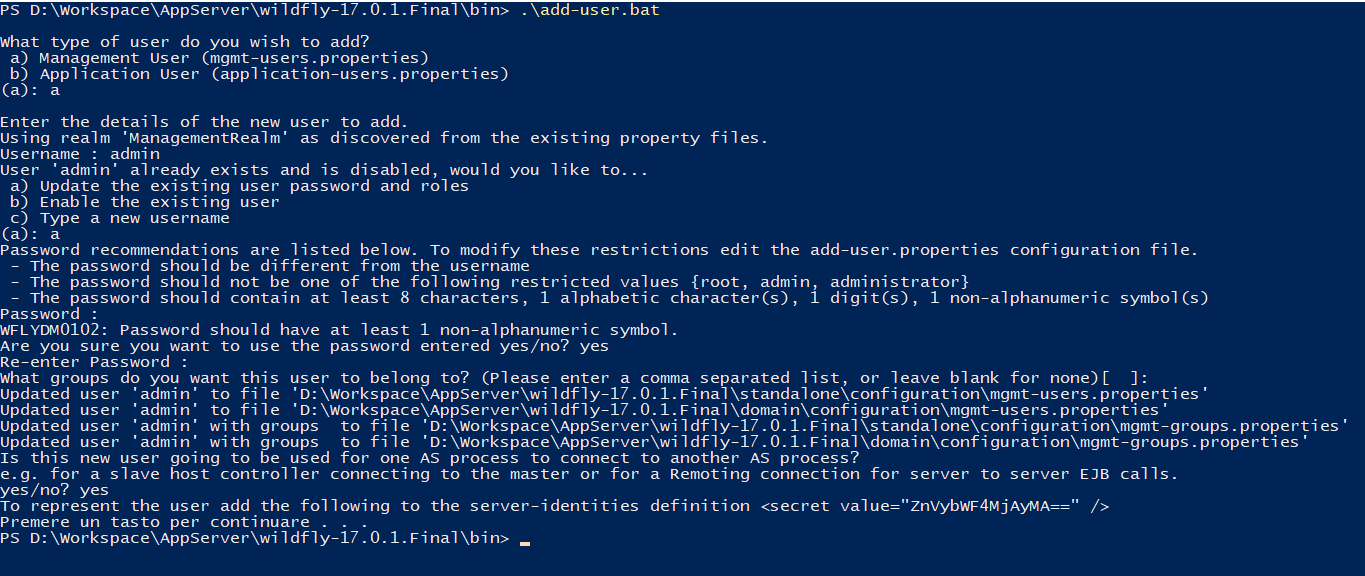 PS D:\Workspace\AppServer\wildfly-17.0.1.Final\bin> .\add-user.bat
What type of user do you wish to add?
a) Management User (mgmt-users.properties)
b) Application User (application-users.properties)
(a): a
Enter the details of the new user to add.
Using realm 'ManagementRealm' as discovered from the existing property files.
Username : admin
User 'admin' already exists and is disabled, would you like to...
a) Update the existing user password and roles
b) Enable the existing user
c) Type a new username
(a): a
Password recommendations are listed below. To modify these restrictions edit the add-user.properties configuration file.
- The password should be different from the username
- The password should not be one of the following restricted values {root, admin, administrator}
- The password should contain at least 8 characters, 1 alphabetic character(s), 1 digit(s), 1 non-alphanumeric symbol(s)
Password :
WFLYDM0102: Password should have at least 1 non-alphanumeric symbol.
Are you sure you want to use the password entered yes/no? yes
Re-enter Password :
What groups do you want this user to belong to? (Please enter a comma separated list, or leave blank for none)[  ]:
Updated user 'admin' to file 'D:\Workspace\AppServer\wildfly-17.0.1.Final\standalone\configuration\mgmt-users.properties'
Updated user 'admin' to file 'D:\Workspace\AppServer\wildfly-17.0.1.Final\domain\configuration\mgmt-users.properties'
Updated user 'admin' with groups  to file 'D:\Workspace\AppServer\wildfly-17.0.1.Final\standalone\configuration\mgmt-groups.properties'
Updated user 'admin' with groups  to file 'D:\Workspace\AppServer\wildfly-17.0.1.Final\domain\configuration\mgmt-groups.properties'
Is this new user going to be used for one AS process to connect to another AS process?
e.g. for a slave host controller connecting to the master or for a Remoting connection for server to server EJB calls.
yes/no? yes
To represent the user add the following to the server-identities definition <secret value="ZnVybWF4MjAyMA==" />
Premere un tasto per continuare . . .
PS D:\Workspace\AppServer\wildfly-17.0.1.Final\bin>